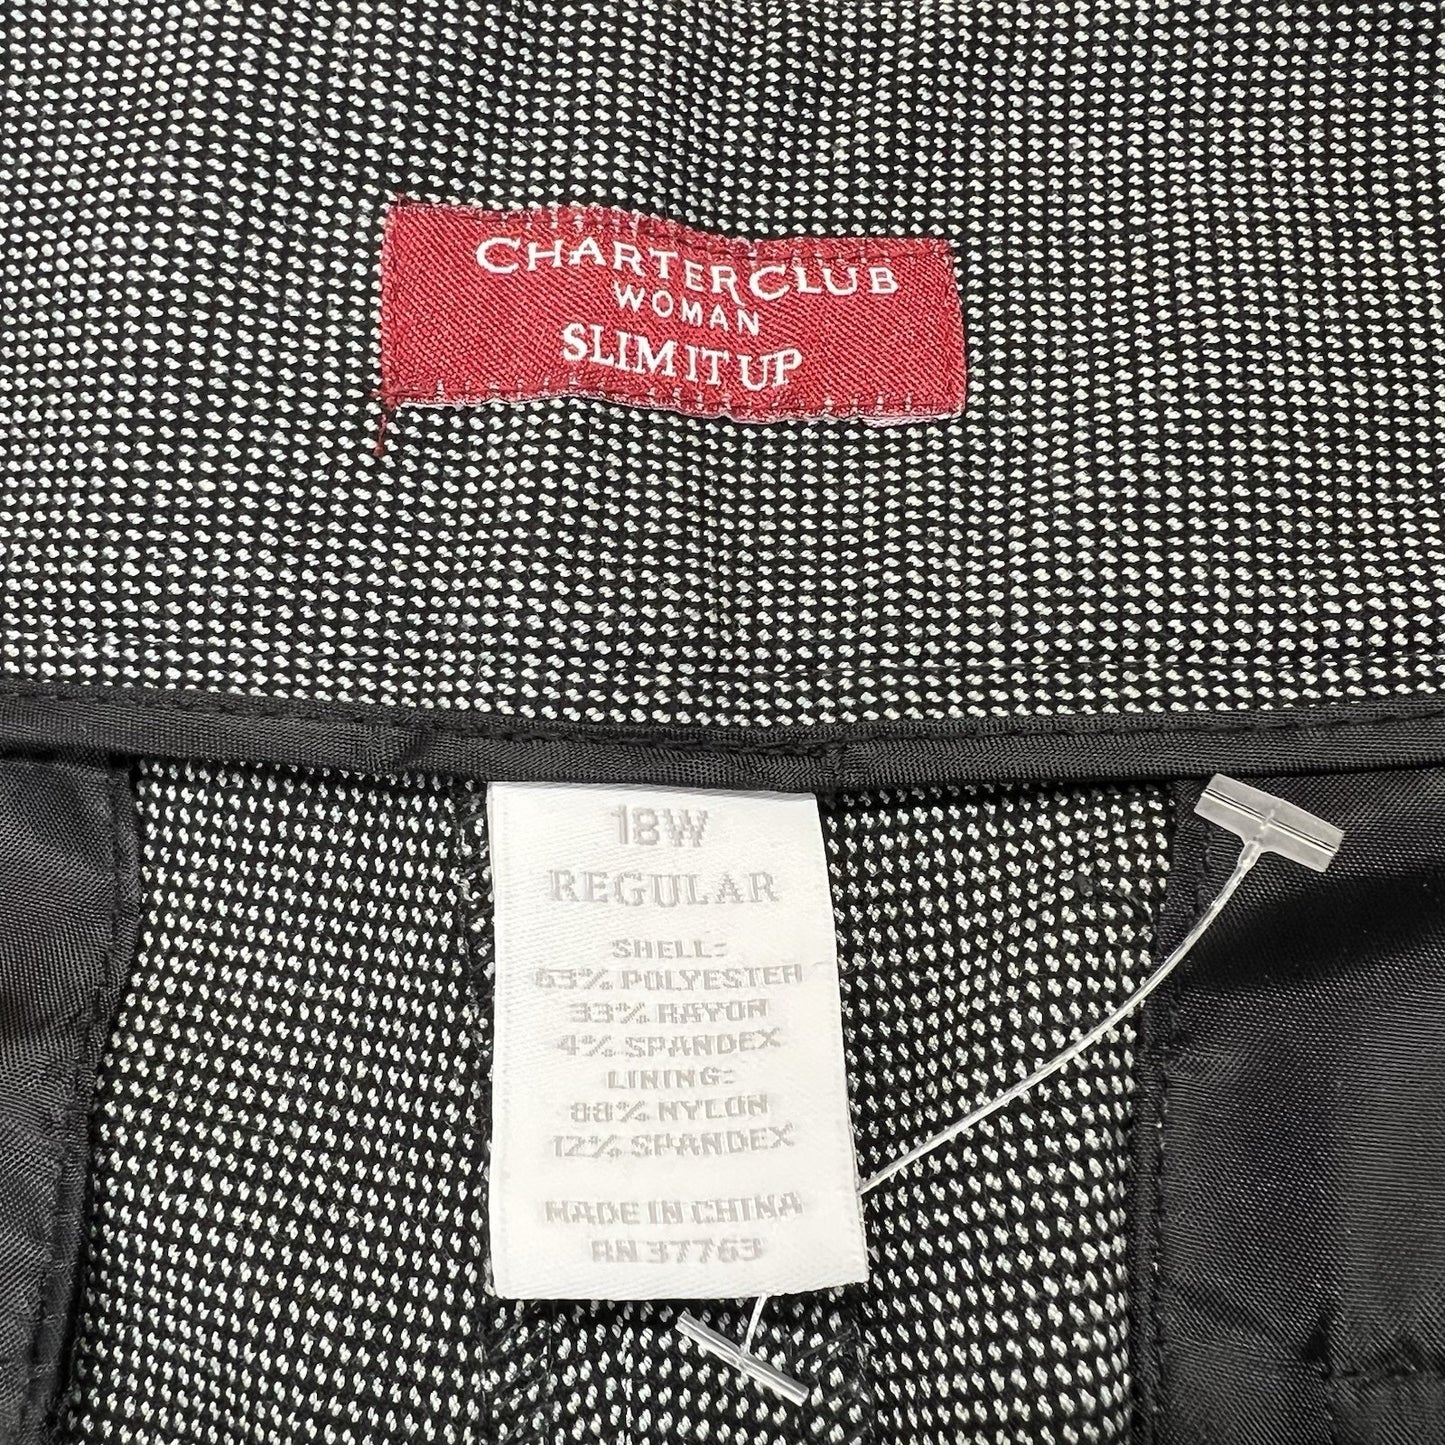 CHARTER CLUB
WOMAN
SLIM IT UP
18W
REGULAR
SHELL:
63% POLYESTER
33% RAYON
4% SPANDEX
LINING:
88% NYLON
12% SPANDEX
MADE IN CHINA
RN 37763